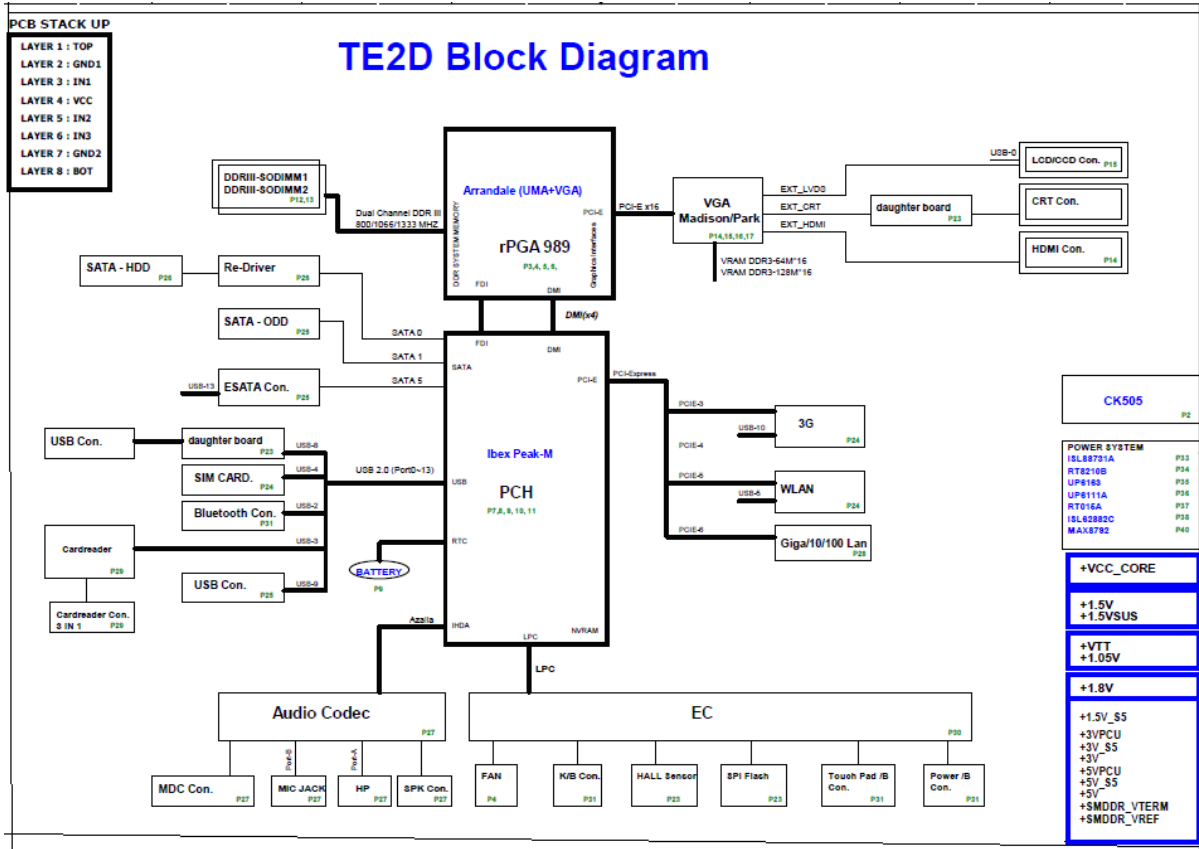 PCB STACK UP
LAYER 1 : TOP
LAYER 2 : GND1
LAYER 3 : IN1
LAYER 4 : VCC
LAYER 5 : IN2
LAYER 6 : IN3
LAYER 7 : GND2
LAYER 8 : BOT
TE2D Block Diagram
DDRIII-SODIMM1
DDRIII-SODIMM2
P12,13
Dual Channel DDR III
800/1066/1333 MHZ
Arrandale (UMA+VGA)
DDR SYSTEM MEMORY
PCI-E
Graphics Interfaces
rPGA 989
P3,4, 5, 6,
FDI
DMI
PCI-E x16
VGA
Madison/Park
P14,15,16,17
VRAM DDR3-64M*16
VRAM DDR3-128M*16
EXT_LVDS
EXT_CRT
EXT_HDMI
daughter board
P23
USB-0
LCD/CCD Con.
P15
CRT Con.
HDMI Con.
P14
SATA - HDD
P26
Re-Driver
P26
SATA - ODD
P25
ESATA Con.
P25
USB-13
SATA 0
SATA 1
SATA 5
DMI(x4)
FDI
DMI
SATA
PCI-E
PCI-Express
Ibex Peak-M
PCH
P7,8, 9, 10, 11
USB
RTC
IHDA
LPC
NVRAM
USB Con.
daughter board
P23
USB-8
SIM CARD.
P24
USB-4
Bluetooth Con.
P31
USB-2
USB-3
USB Con.
P25
USB-9
USB 2.0 (Port0~13)
Cardreader
P29
Cardreader Con.
3 IN 1
P29
BATTERY
P9
Azalia
LPC
PCIE-3
3G
P24
USB-10
PCIE-4
PCIE-5
WLAN
P24
USB-5
PCIE-6
Giga/10/100 Lan
P28
CK505
P2
POWER SYSTEM
ISL88731A P33
RT8210B P34
UP6163 P35
UP6111A P36
RT015A P37
ISL62882C P38
MAX8792 P40
+VCC_CORE
+1.5V
+1.5VSUS
+VTT
+1.05V
+1.8V
+1.5V_S5
+3VPCU
+3V_S5
+3V
+5VPCU
+5V_S5
+5V
+SMDDR_VTERM
+SMDDR_VREF
Audio Codec
P27
MDC Con.
P27
Port-B
MIC JACK
P27
Port-A
HP
P27
SPK Con.
P27
EC
P30
FAN
P4
K/B Con.
P31
HALL Sensor
P23
SPI Flash
P23
Touch Pad /B
Con.
P31
Power /B
Con.
P31